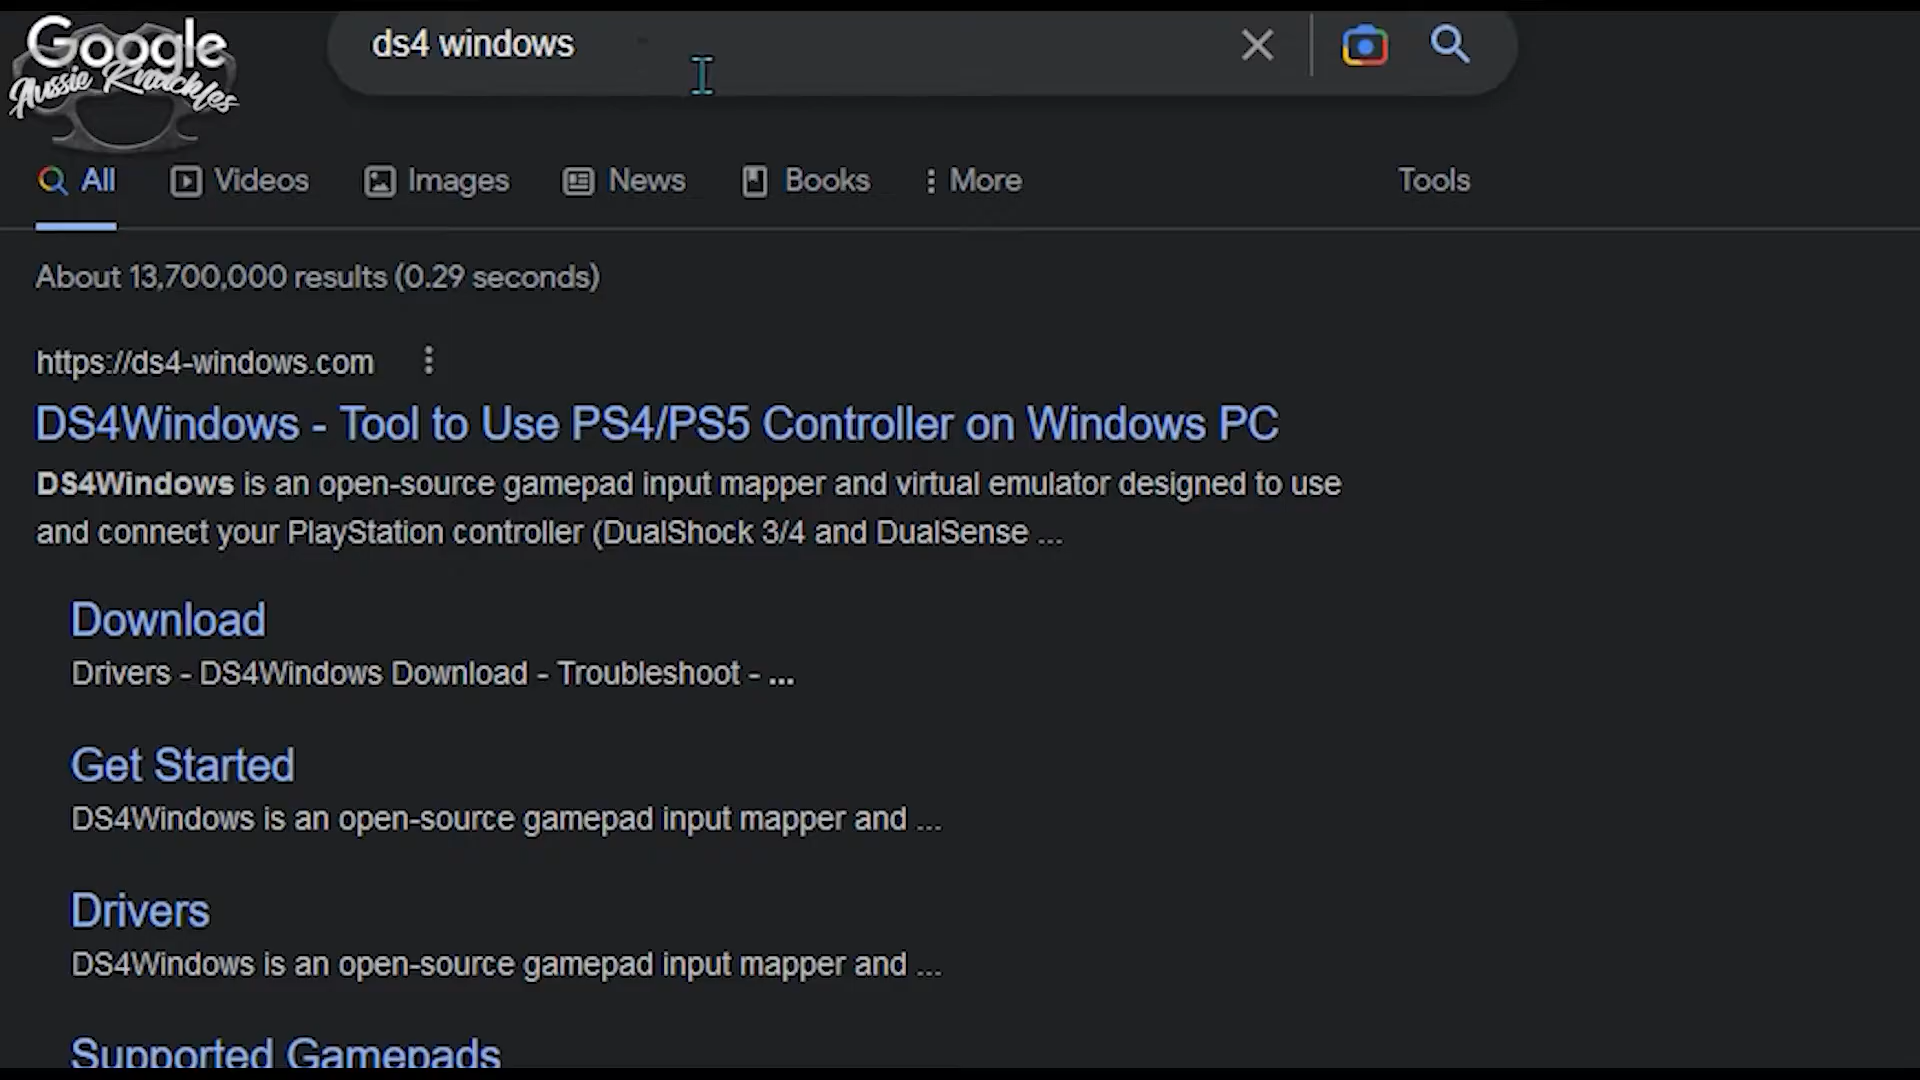 Google
Aussie Knuckles
ds4 windows
All
Videos
Images
News
Books
More
Tools
About 13,700,000 results (0.29 seconds)
https://ds4-windows.com
DS4Windows - Tool to Use PS4/PS5 Controller on Windows PC
DS4Windows is an open-source gamepad input mapper and virtual emulator designed to use
and connect your PlayStation controller (DualShock 3/4 and DualSense ...
Download
Drivers - DS4Windows Download - Troubleshoot - ...
Get Started
DS4Windows is an open-source gamepad input mapper and ...
Drivers
DS4Windows is an open-source gamepad input mapper and ...
Supported Gamepads